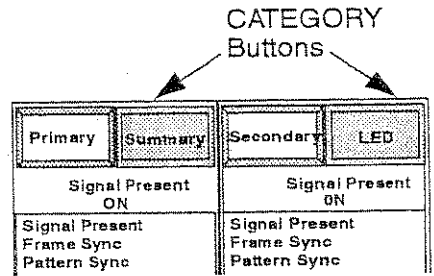 CATEGORY
Buttons
Primary Summary Secondary LED
Signal Present Signal Present
ON 0N
Signal Present Signal Present
Frame Sync Frame Sync
Pattern Sync Pattern Sync